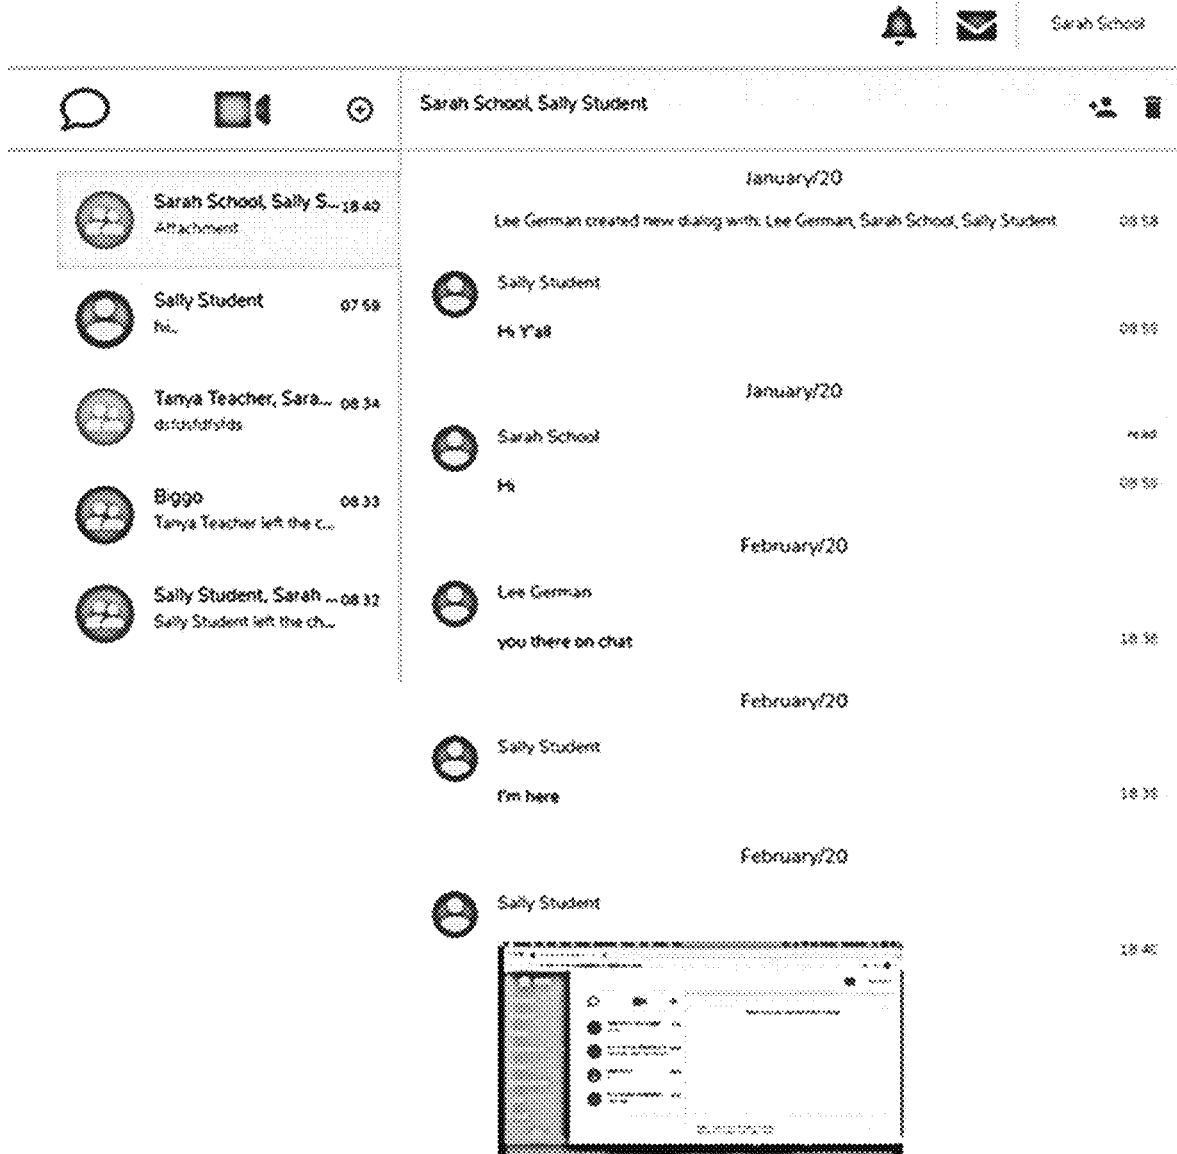 Sarah School
Sarah School, Sally Student
Sarah School, Sally S... 18:40
Attachment
Sally Student 07:59
hi..
Tanya Teacher, Sara... 08:34
Biggo 08:33
Tanya Teacher left the c...
Sally Student, Sarah ... 08:32
Sally Student left the ch...
January/20
Lee German created new dialog with: Lee German, Sarah School, Sally Student 08:58
Sally Student
Hi Y'all
January/20
Sarah School read
Hi
February/20
Lee German
you there on chat 18:38
February/20
Sally Student
I'm here
February/20
Sally Student
18:40